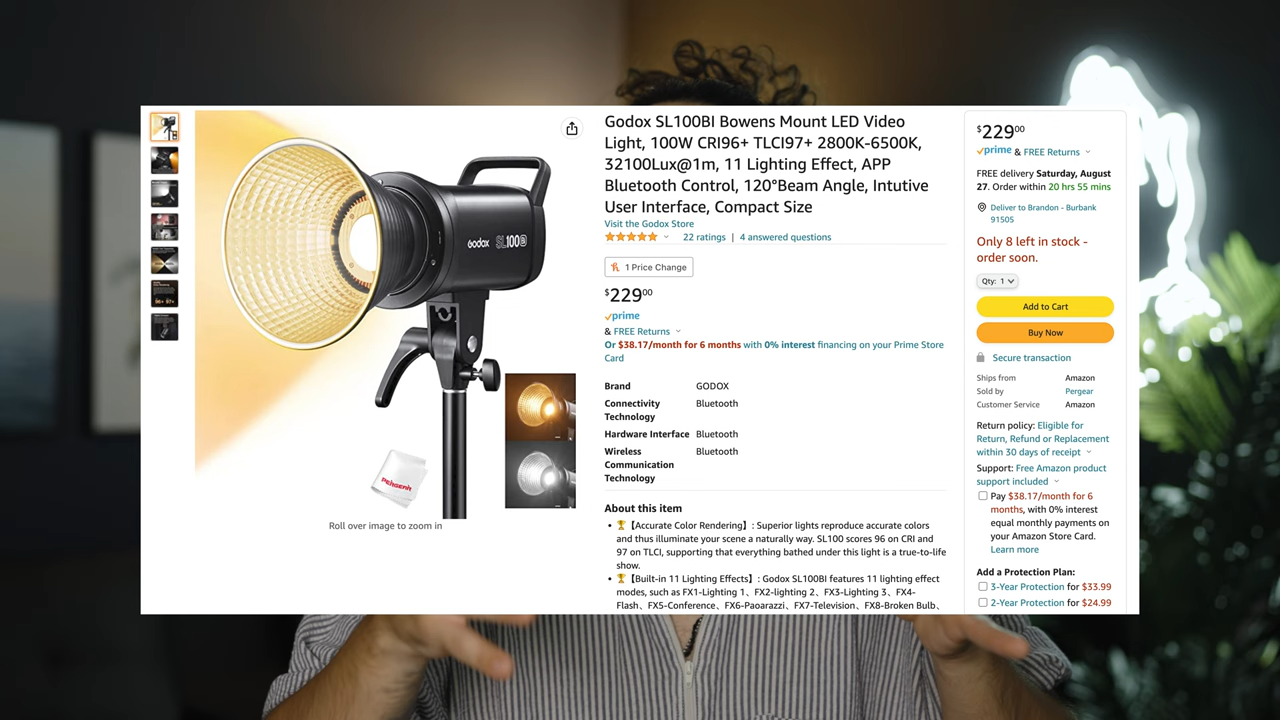 Godox SL100BI Bowens Mount LED Video
Light, 100W CRI96+ TLCI97+ 2800K-6500K,
32100Lux@1m, 11 Lighting Effect, APP
Bluetooth Control, 120°Beam Angle, Intutive
User Interface, Compact Size
Visit the Godox Store
22 ratings | 4 answered questions
1 Price Change
$22900
prime
& FREE Returns
Or $38.17/month for 6 months with 0% interest financing on your Prime Store
Card
Brand GODOX
Connectivity Bluetooth
Technology
Hardware Interface Bluetooth
Wireless Bluetooth
Communication
Technology
About this item
• 🏆【Accurate Color Rendering】: Superior lights reproduce accurate colors
and thus illuminate your scene a naturally way. SL100 scores 96 on CRI and
97 on TLCI, supporting that everything bathed under this light is a true-to-life
show.
• 🏆【Built-in 11 Lighting Effects】: Godox SL100BI features 11 lighting effect
modes, such as FX1-Lighting 1、FX2-lighting 2、FX3-Lighting 3、FX4-
Flash、FX5-Conference、FX6-Paoarazzi、FX7-Television、FX8-Broken Bulb、
Godox SL100Bi
PERGEAR
Roll over image to zoom in
$22900
prime & FREE Returns
FREE delivery Saturday, August
27. Order within 20 hrs 55 mins
Deliver to Brandon - Burbank
91505
Only 8 left in stock -
order soon.
Qty: 1
Add to Cart
Buy Now
Secure transaction
Ships from Amazon
Sold by Pergear
Customer Service Amazon
Return policy: Eligible for
Return, Refund or Replacement
within 30 days of receipt
Support: Free Amazon product
support included
Pay $38.17/month for 6
months, with 0% interest
equal monthly payments on
your Amazon Store Card.
Learn more
Add a Protection Plan:
3-Year Protection for $33.99
2-Year Protection for $24.99